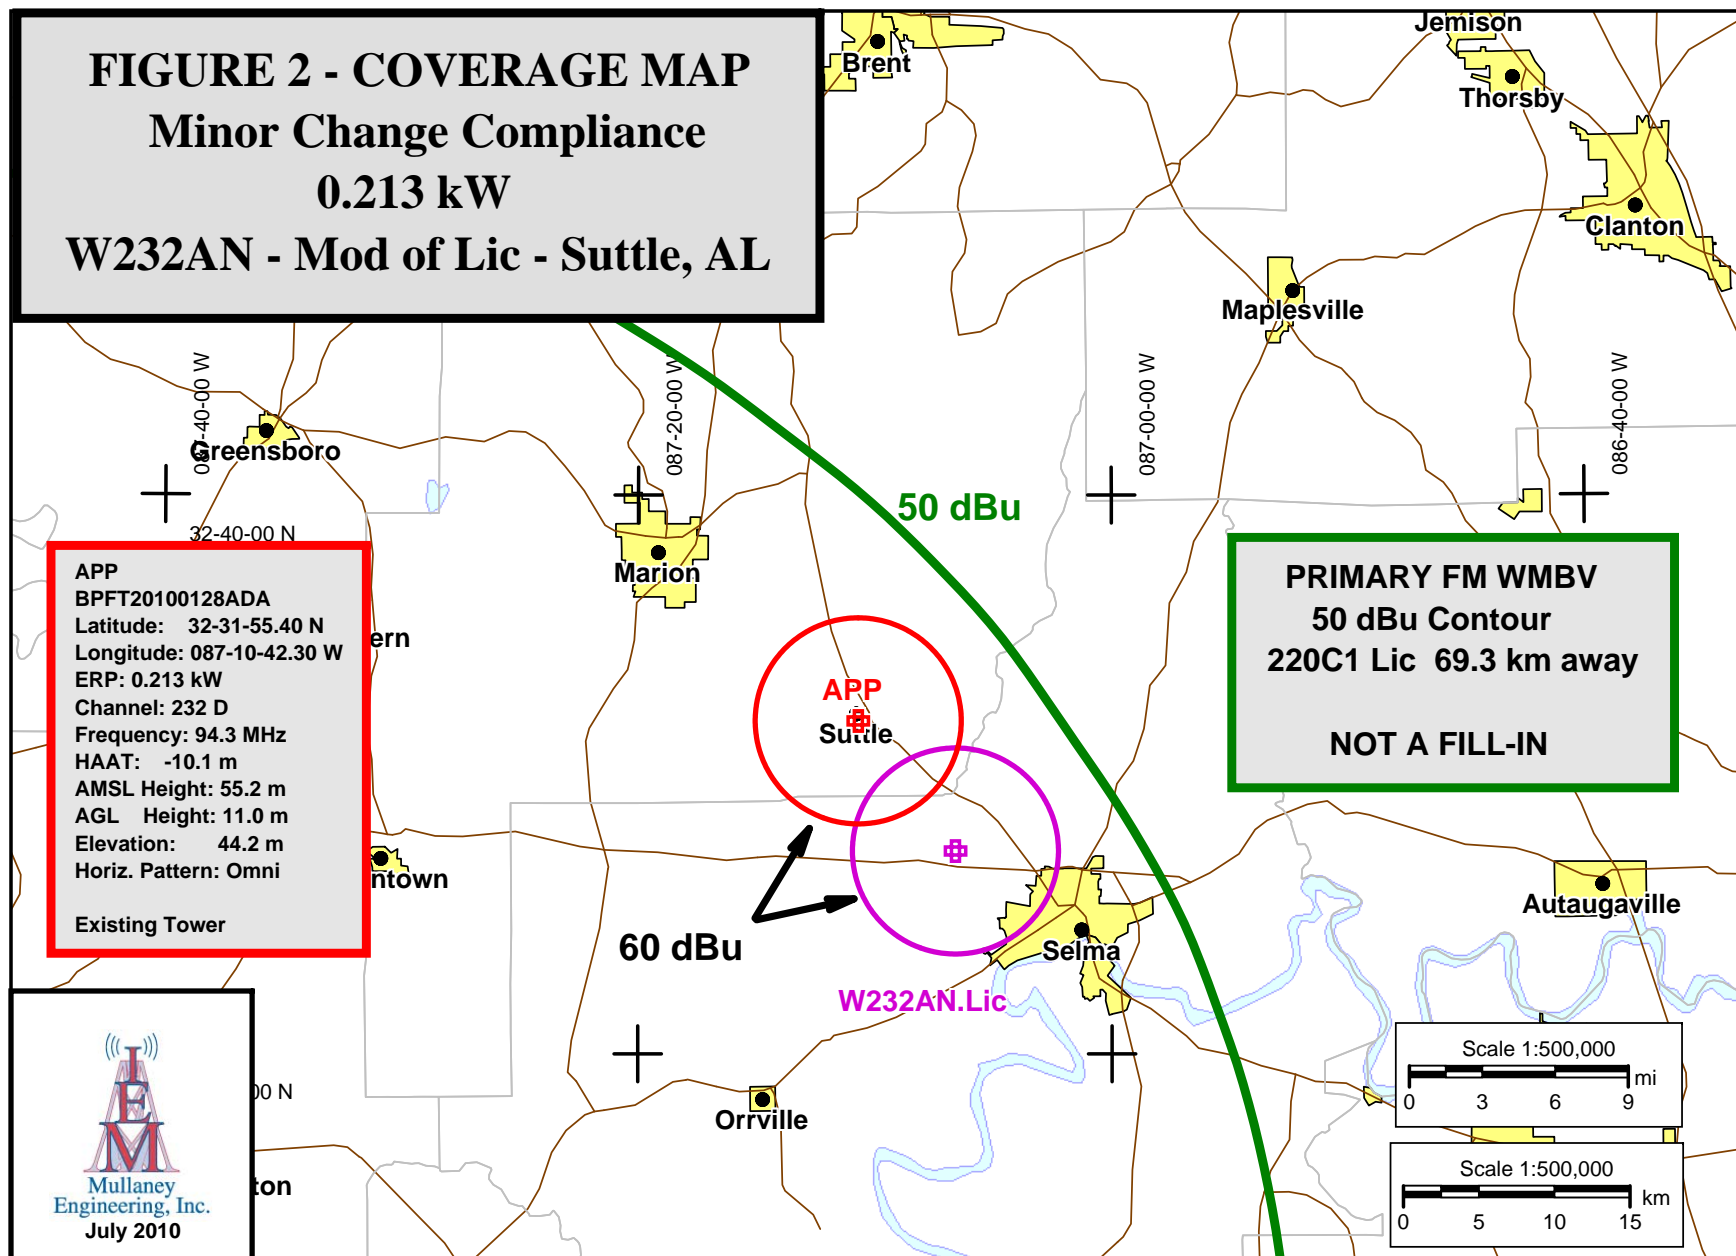 FIGURE 2 - COVERAGE MAP
Minor Change Compliance
0.213 kW
W232AN - Mod of Lic - Suttle, AL
Brent
Jemison
Thorsby
Clanton
Maplesville
087-40-00 W
087-20-00 W
087-00-00 W
086-40-00 W
Greensboro
32-40-00 N
Marion
50 dBu
APP
BPFT20100128ADA
Latitude: 32-31-55.40 N
Longitude: 087-10-42.30 W
ERP: 0.213 kW
Channel: 232 D
Frequency: 94.3 MHz
HAAT: -10.1 m
AMSL Height: 55.2 m
AGL Height: 11.0 m
Elevation: 44.2 m
Horiz. Pattern: Omni
Existing Tower
ern
ntown
PRIMARY FM WMBV
50 dBu Contour
220C1 Lic 69.3 km away
NOT A FILL-IN
APP
Suttle
60 dBu
W232AN.Lic
Selma
Autaugaville
Orrville
00 N
ton
IEM
Mullaney
Engineering, Inc.
July 2010
Scale 1:500,000
mi
0 3 6 9
Scale 1:500,000
km
0 5 10 15